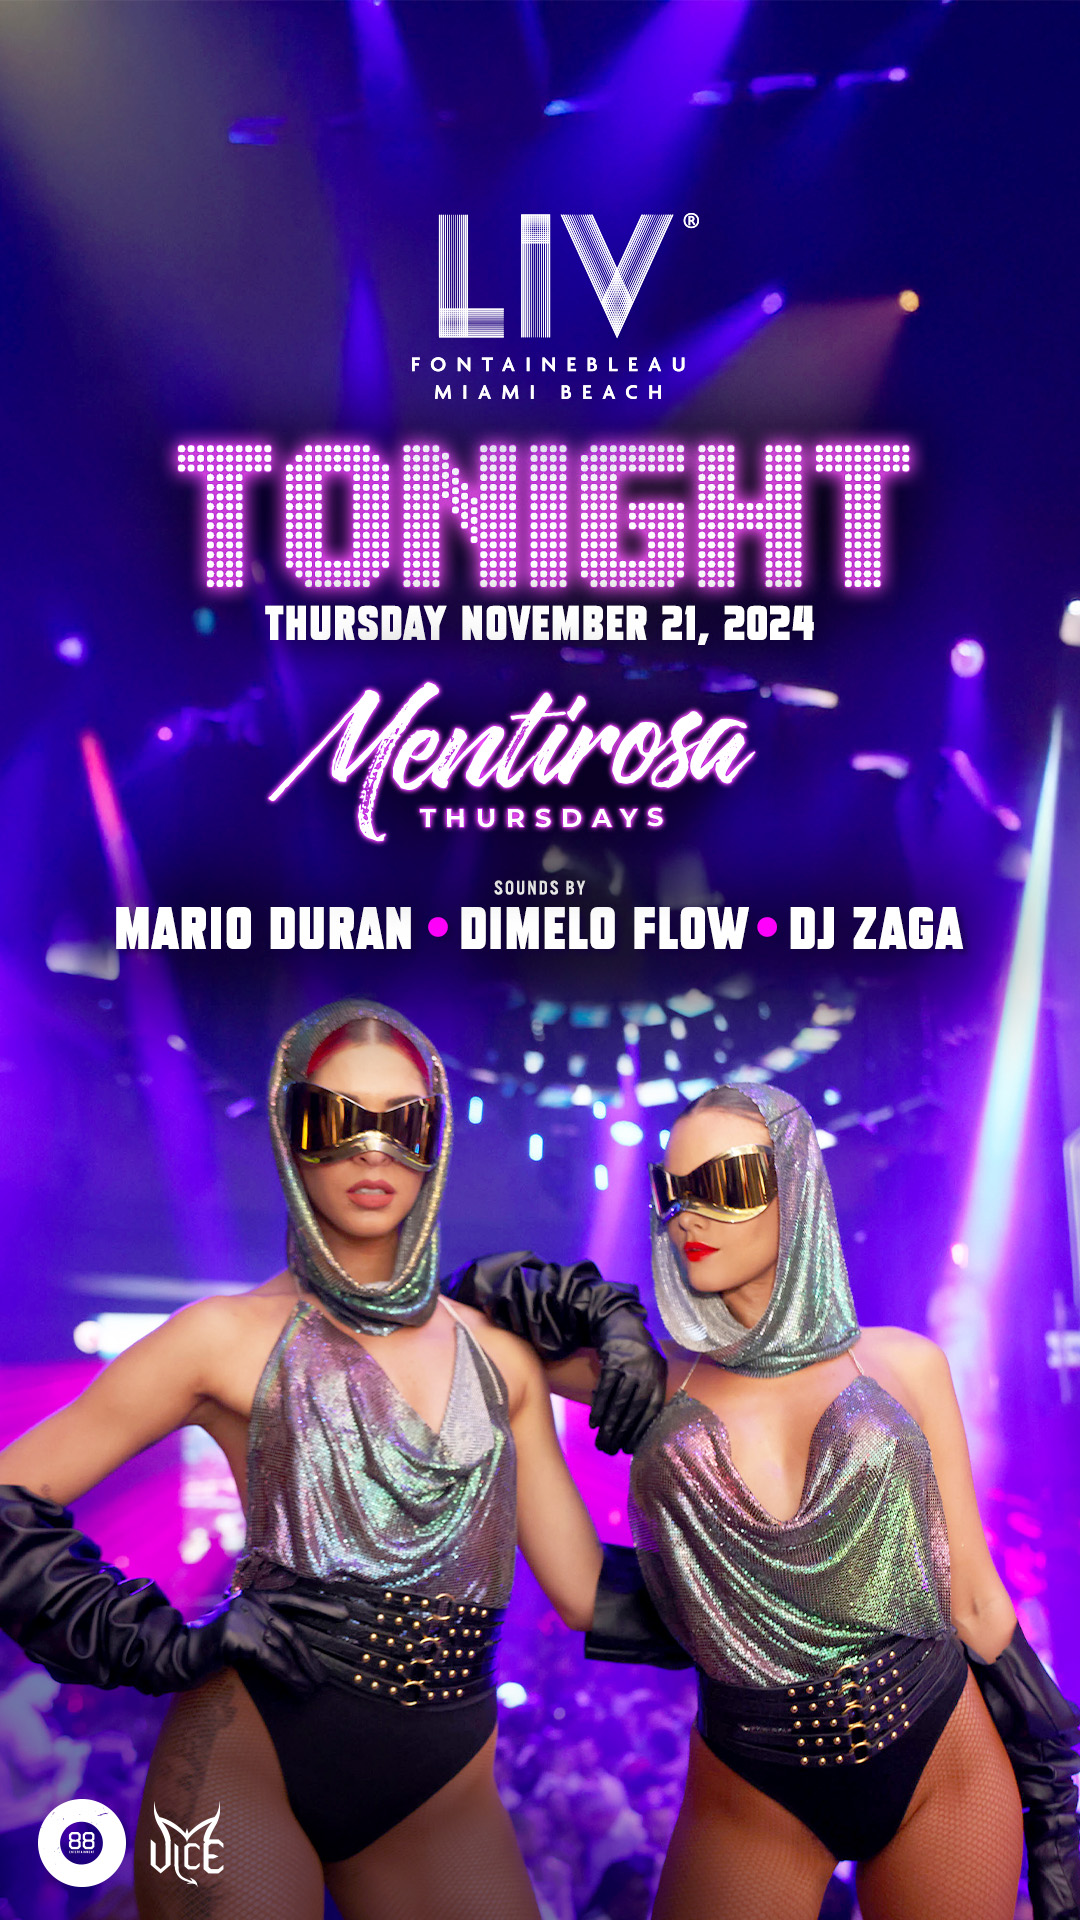 LIV®
FONTAINEBLEAU
MIAMI BEACH
TONIGHT
THURSDAY NOVEMBER 21, 2024
Mentirosa
THURSDAYS
SOUNDS BY
MARIO DURAN • DIMELO FLOW • DJ ZAGA
88
ENTERTAINMENT
VICE